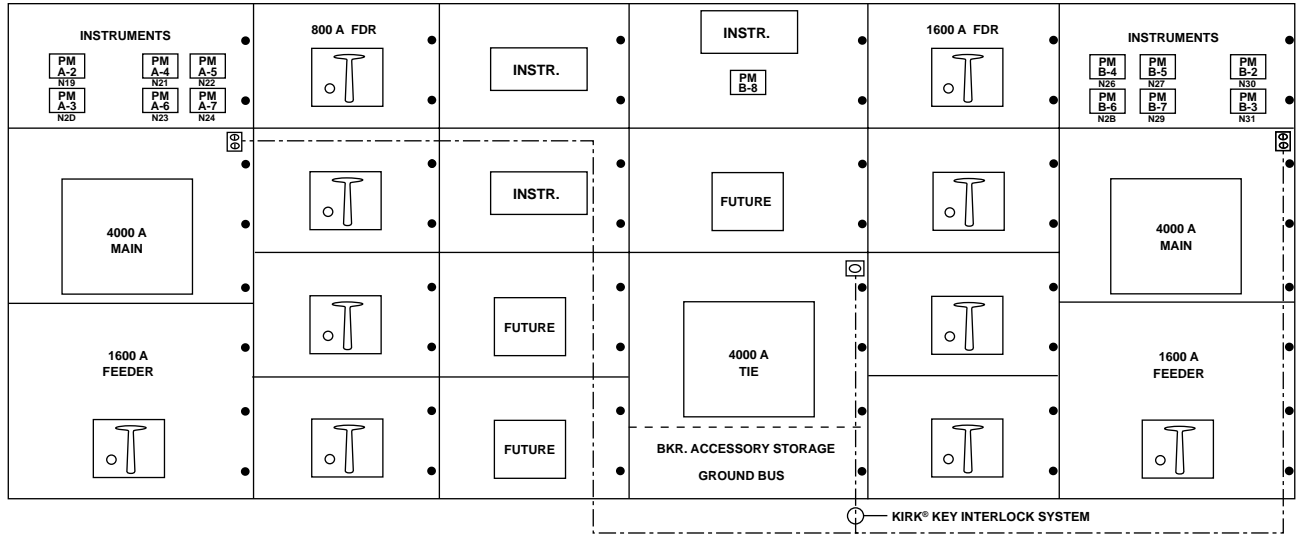 INSTRUMENTS
PM
A-2
N19
PM
A-4
N21
PM
A-5
N22
PM
A-3
N2D
PM
A-6
N23
PM
A-7
N24
4000 A
MAIN
1600 A
FEEDER
800 A FDR
INSTR.
INSTR.
FUTURE
FUTURE
INSTR.
PM
B-8
FUTURE
4000 A
TIE
BKR. ACCESSORY STORAGE
GROUND BUS
1600 A FDR
INSTRUMENTS
PM
B-4
N26
PM
B-5
N27
PM
B-2
N30
PM
B-6
N2B
PM
B-7
N29
PM
B-3
N31
4000 A
MAIN
1600 A
FEEDER
KIRK® KEY INTERLOCK SYSTEM